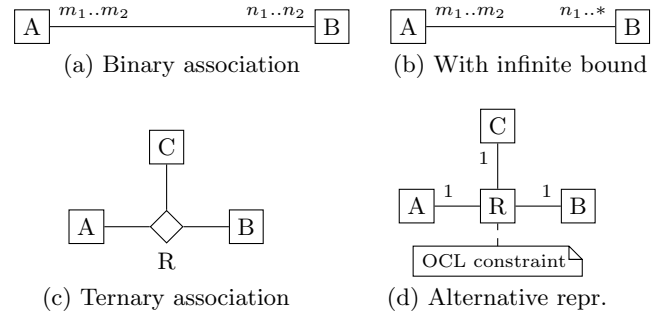 A m₁..m₂ n₁..n₂ B
(a) Binary association
A m₁..m₂ n₁..* B
(b) With infinite bound
C
A B
R
(c) Ternary association
C
1
A 1 R 1 B
OCL constraint
(d) Alternative repr.